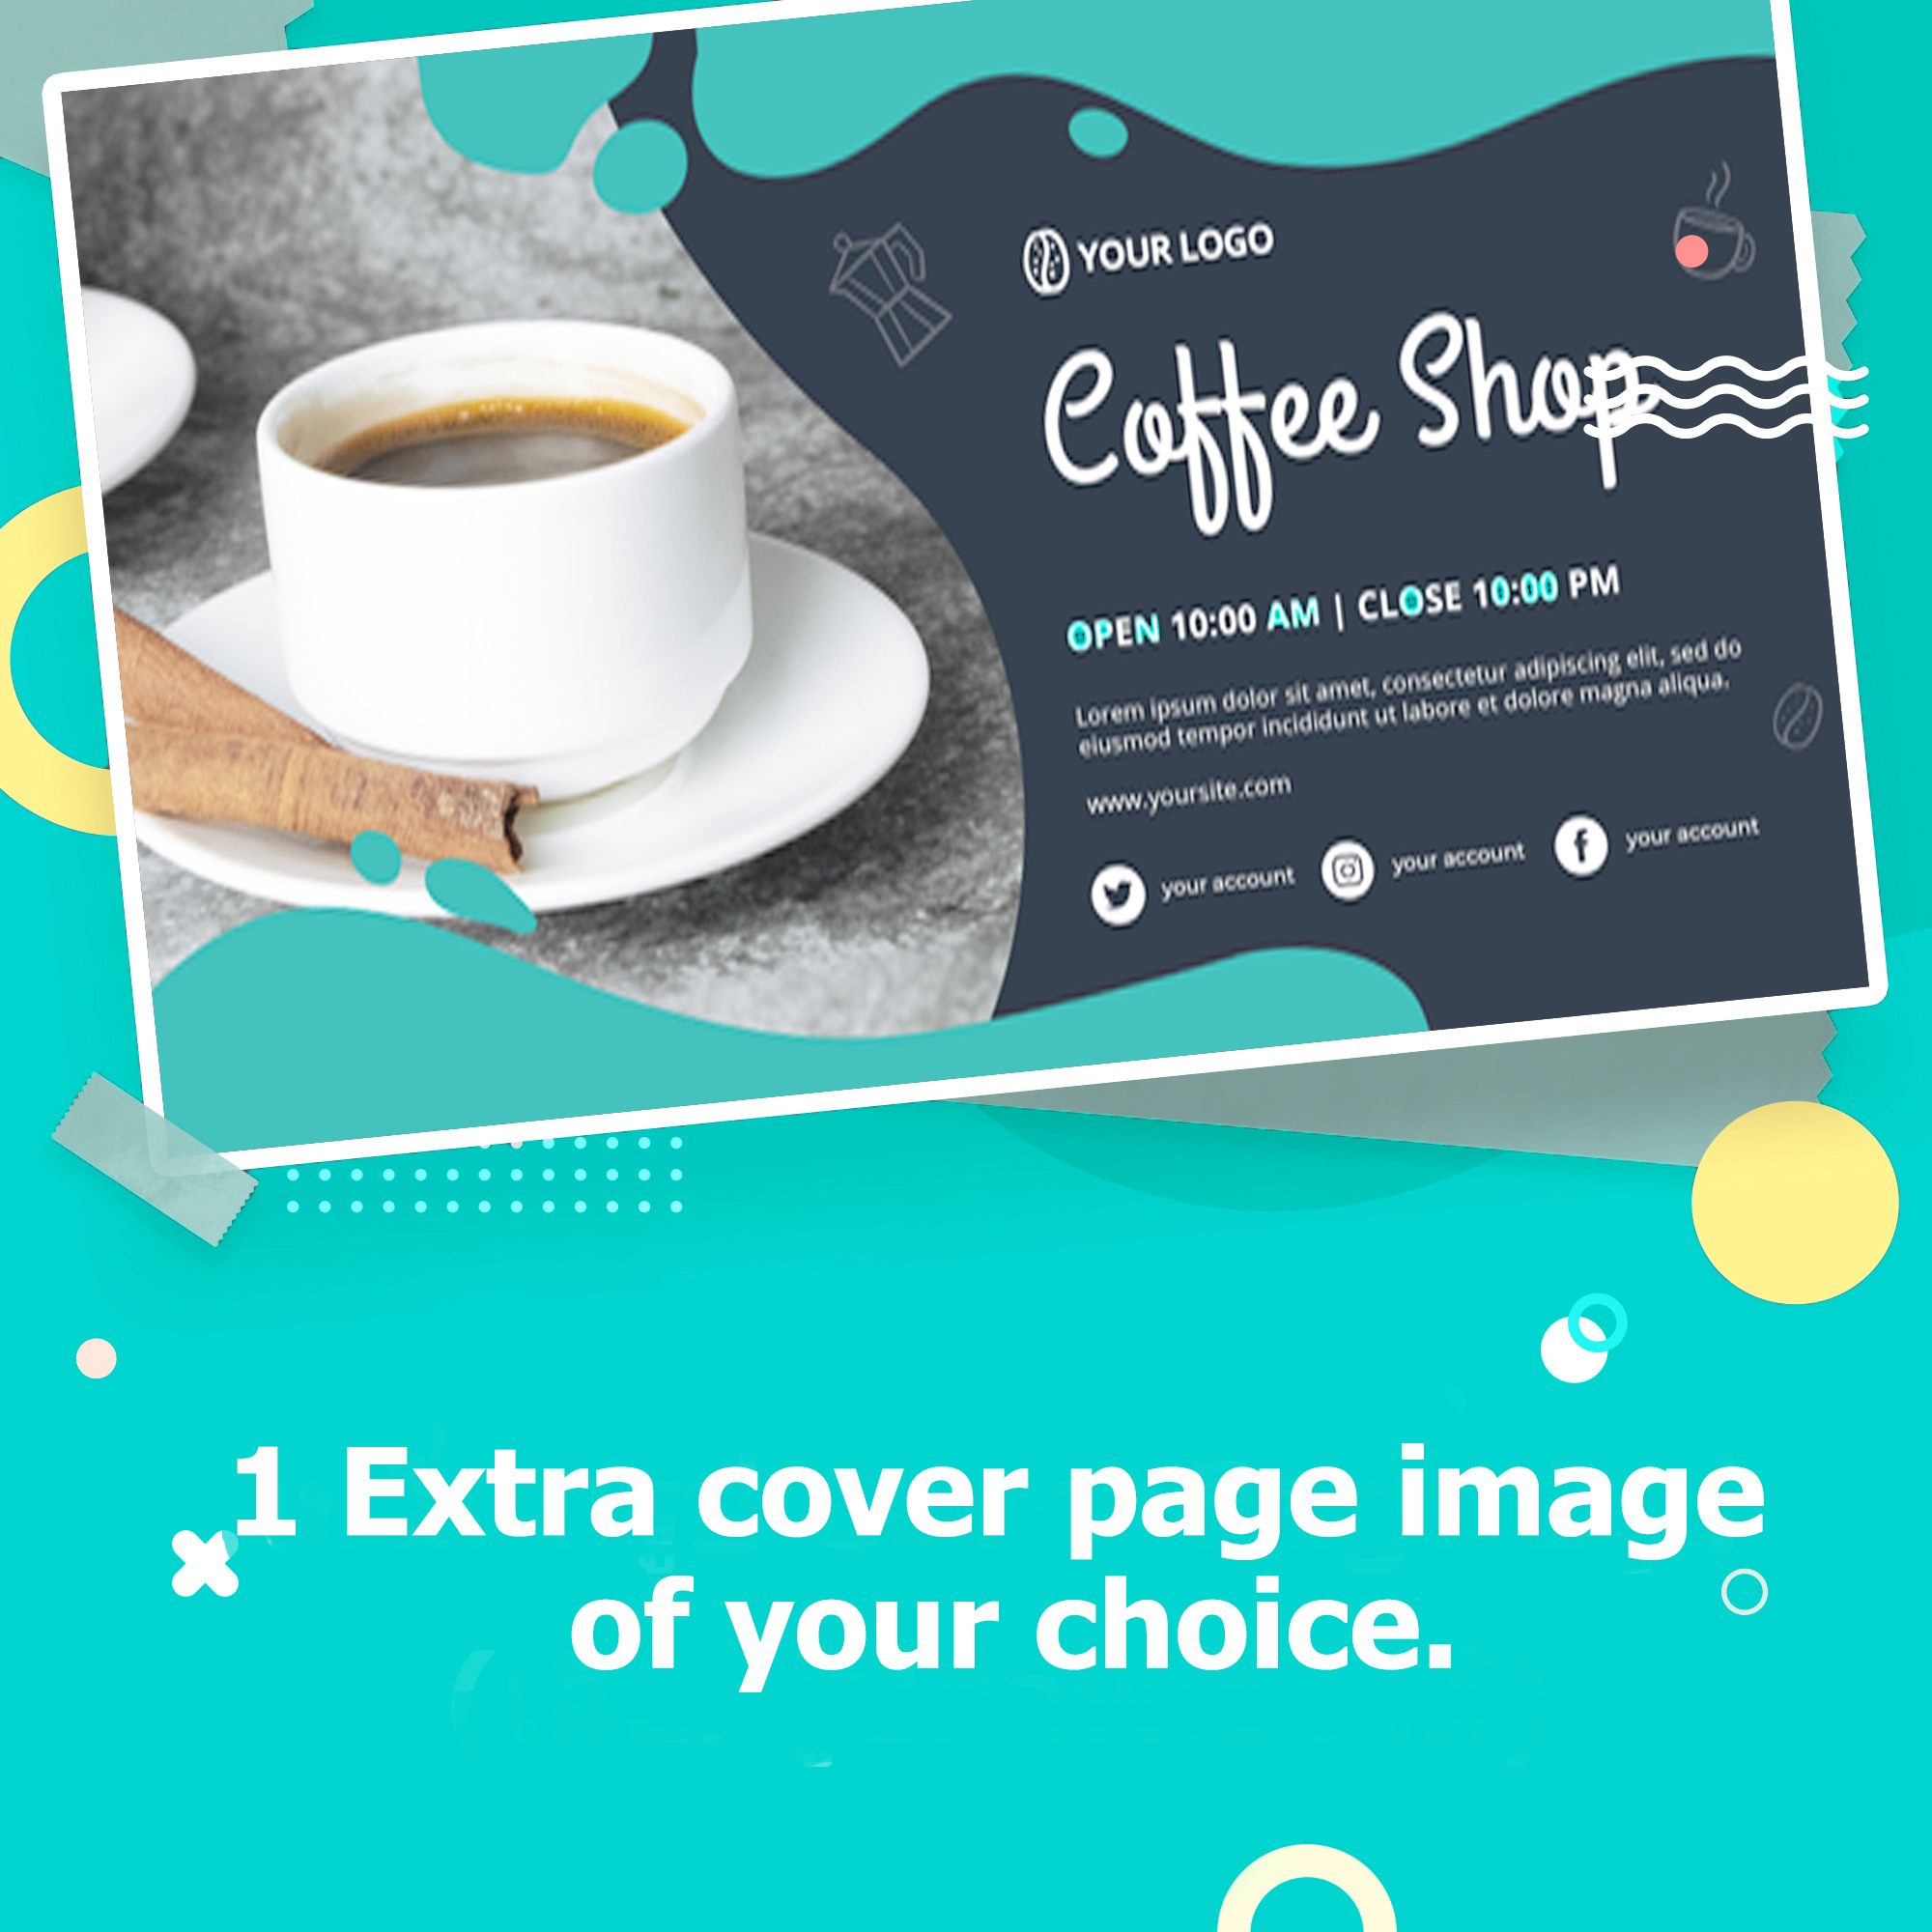 YOUR LOGO
Coffee Shop
OPEN 10:00 AM | CLOSE 10:00 PM
Lorem ipsum dolor sit amet, consectetur adipiscing elit, sed do
eiusmod tempor incididunt ut labore et dolore magna aliqua.
www.yoursite.com
your account your account your account
1 Extra cover page image
of your choice.